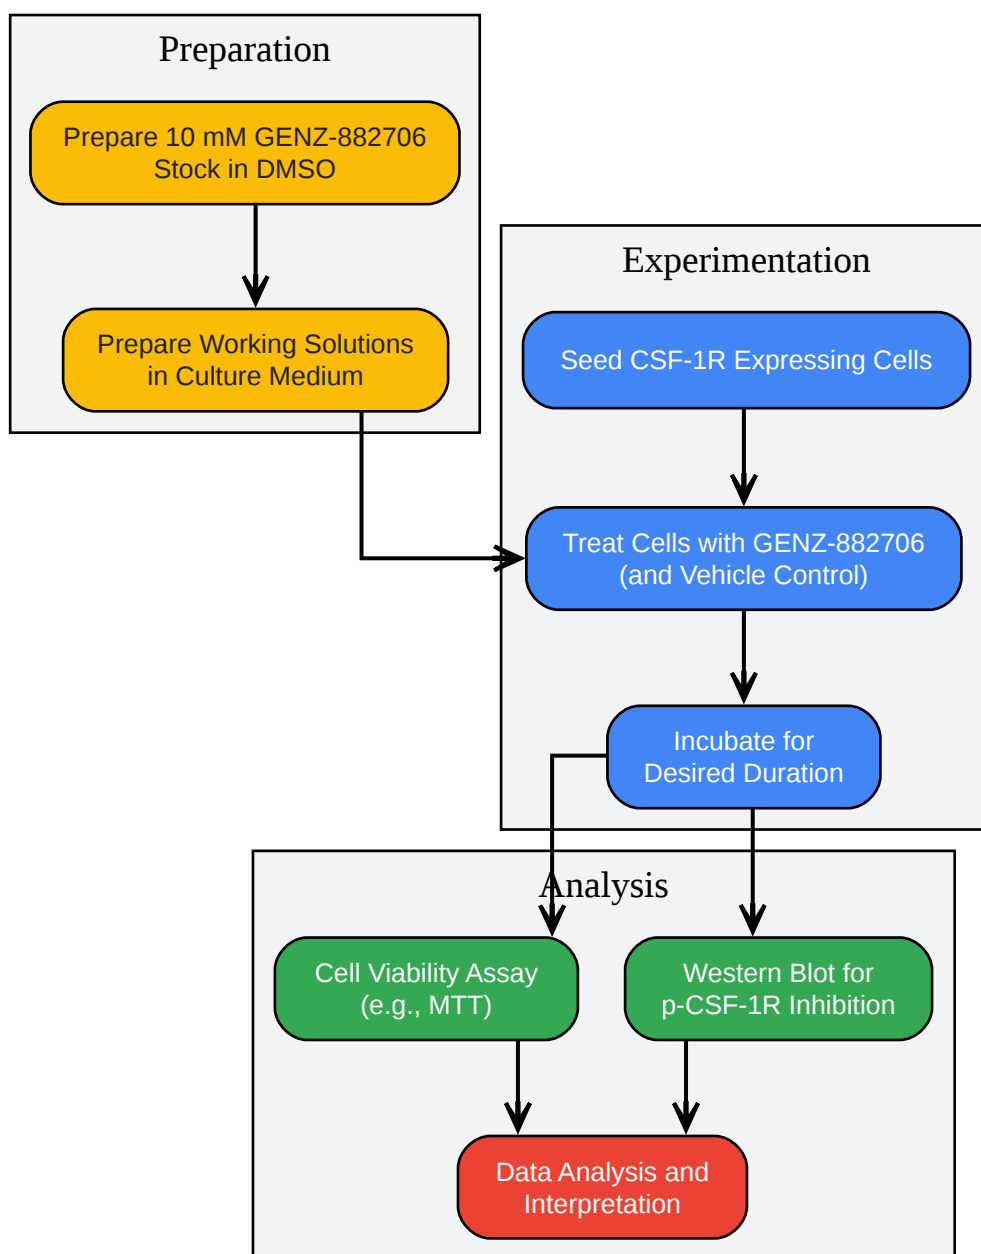 Preparation
Prepare 10 mM GENZ-882706
Stock in DMSO
Prepare Working Solutions
in Culture Medium
Experimentation
Seed CSF-1R Expressing Cells
Treat Cells with GENZ-882706
(and Vehicle Control)
Incubate for
Desired Duration
Analysis
Cell Viability Assay
(e.g., MTT)
Western Blot for
p-CSF-1R Inhibition
Data Analysis and
Interpretation